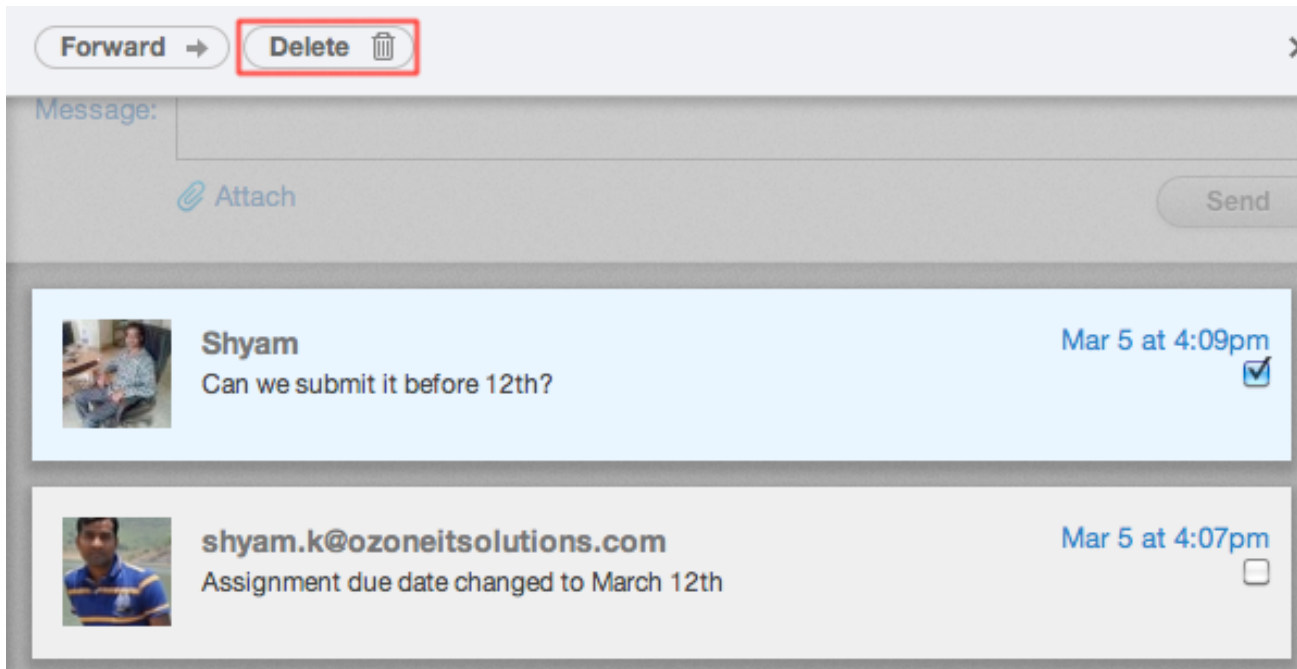 Forward
Delete
Message:
Attach
Send
Shyam
Mar 5 at 4:09pm
Can we submit it before 12th?
shyam.k@ozoneitsolutions.com
Mar 5 at 4:07pm
Assignment due date changed to March 12th